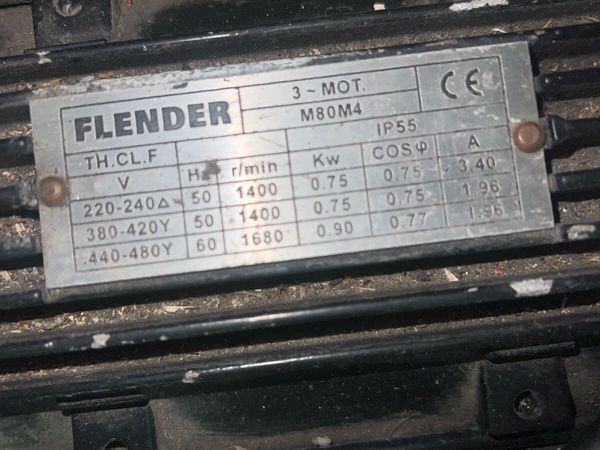 FLENDER 3~MOT. CE
M80M4
TH.CL.F IP55
V Hz r/min Kw COSφ A
220-240Δ 50 1400 0.75 0.75 3.40
380-420Y 50 1400 0.75 0.75 1.96
440-480Y 60 1680 0.90 0.77 1.96